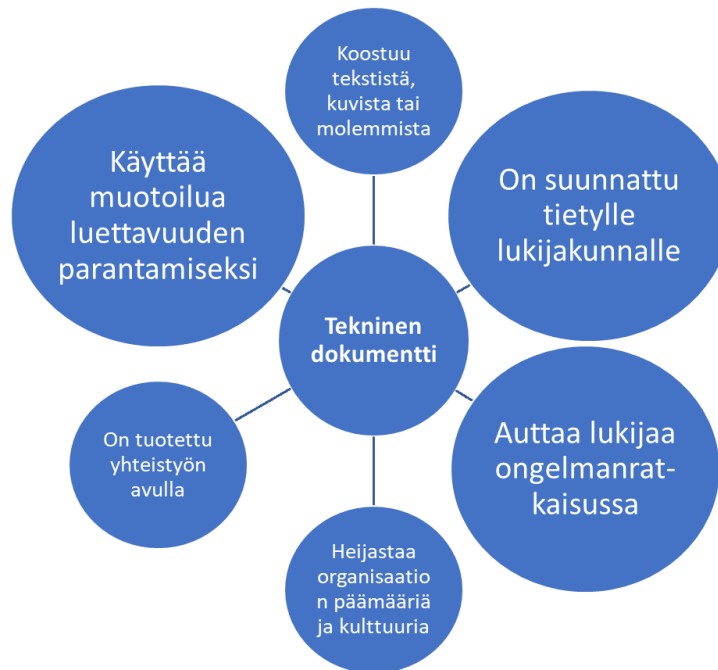 Koostuu
tekstistä,
kuvista tai
molemmista
Käyttää
muotoilua
luettavuuden
parantamiseksi
On suunnattu
tietylle
lukijakunnalle
Tekninen
dokumentti
On tuotettu
yhteistyön
avulla
Auttaa lukijaa
ongelmanrat-
kaisussa
Heijastaa
organisaatio
n päämääriä
ja kulttuuria